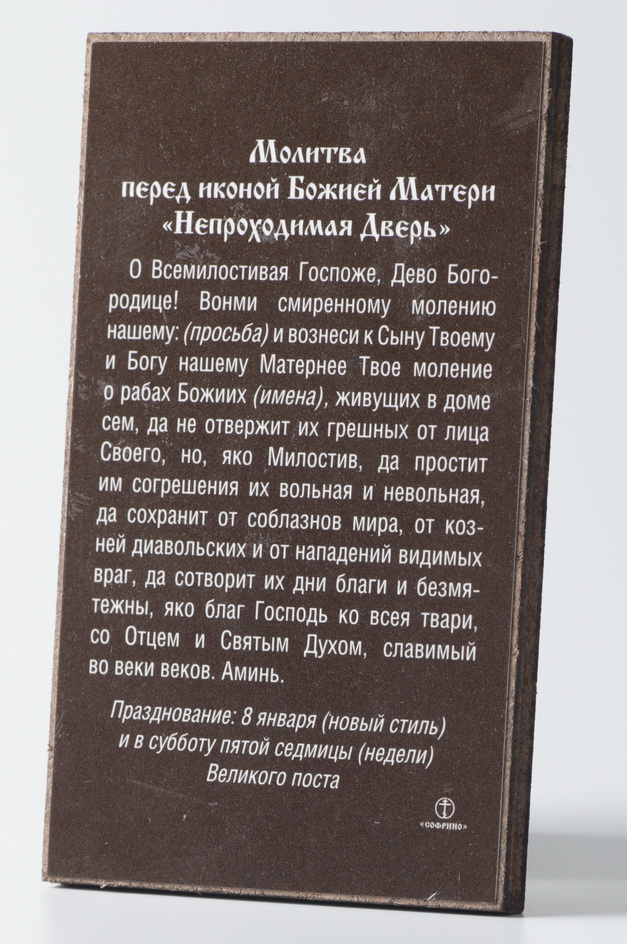 Молитва
перед иконой Божией Матери
«Непроходимая Дверь»
О Всемилостивая Госпоже, Дево Бого-
родице! Вонми смиренному молению
нашему: (просьба) и вознеси к Сыну Твоему
и Богу нашему Матернее Твое моление
о рабах Божиих (имена), живущих в доме
сем, да не отвержит их грешных от лица
Своего, но, яко Милостив, да простит
им согрешения их вольная и невольная,
да сохранит от соблазнов мира, от коз-
ней диавольских и от нападений видимых
враг, да сотворит их дни благи и безмя-
тежны, яко благ Господь ко всея твари,
со Отцем и Святым Духом, славимый
во веки веков. Аминь.
Празднование: 8 января (новый стиль)
и в субботу пятой седмицы (недели)
Великого поста
«СОФРИНО»